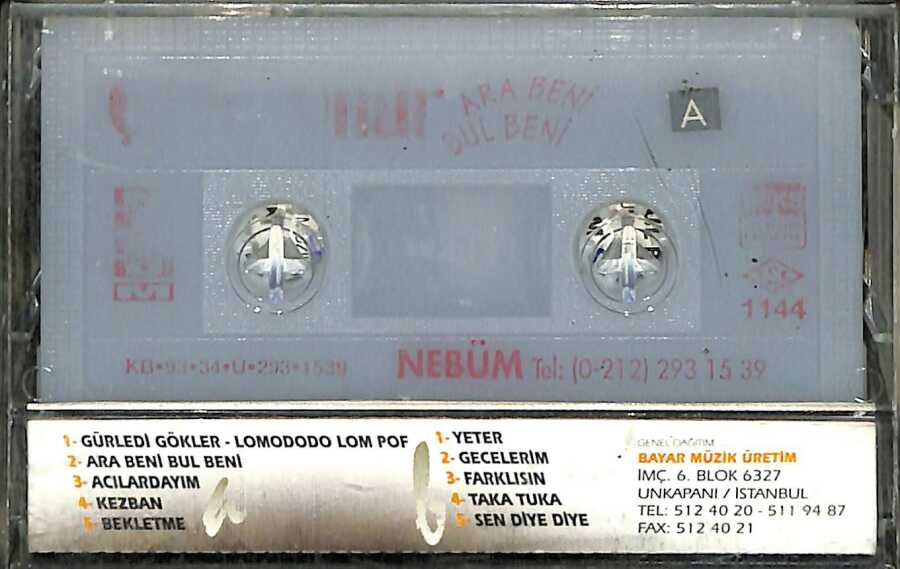 ARA BENİ
BUL BENİ
A
1144
KB•93•34•U•293•1539
NEBÜM Tel: (0-212) 293 15 39
1- GÜRLEDİ GÖKLER - LOMODODO LOM POF
2- ARA BENİ BUL BENİ
3- ACILARDAYIM
4- KEZBAN
5- BEKLETME
a
b
1- YETER
2- GECELERİM
3- FARKLISIN
4- TAKA TUKA
5- SEN DİYE DİYE
GENEL DAĞITIM
BAYAR MÜZİK ÜRETİM
İMÇ. 6. BLOK 6327
UNKAPANI / İSTANBUL
TEL: 512 40 20 - 511 94 87
FAX: 512 40 21